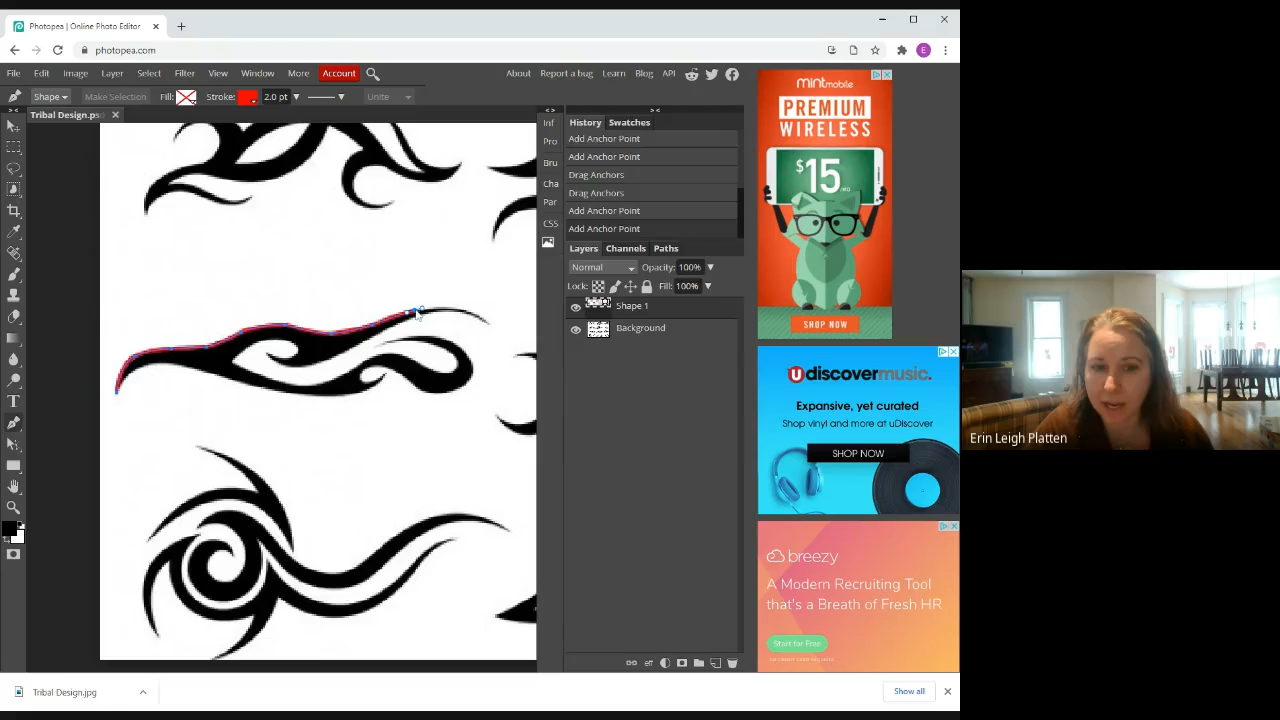 Photopea | Online Photo Editor
photopea.com
E
File Edit Image Layer Select Filter View Window More Account
About Report a bug Learn Blog API
Shape Make Selection Fill: Stroke: 2.0 pt Unite
Tribal Design.ps
Inf
Pro
Bru
Cha
Par
CSS
History Swatches
Add Anchor Point
Add Anchor Point
Drag Anchors
Drag Anchors
Add Anchor Point
Add Anchor Point
Layers Channels Paths
Normal Opacity: 100%
Lock: Fill: 100%
Shape 1
Background
eff
mint mobile
PREMIUM
WIRELESS
$15/mo
SHOP NOW
udiscovermusic.
Expansive, yet curated
Shop vinyl and more at uDiscover
SHOP NOW
breezy
A Modern Recruiting Tool
that's a Breath of Fresh HR
Start for Free
Erin Leigh Platten
Tribal Design.jpg
Show all